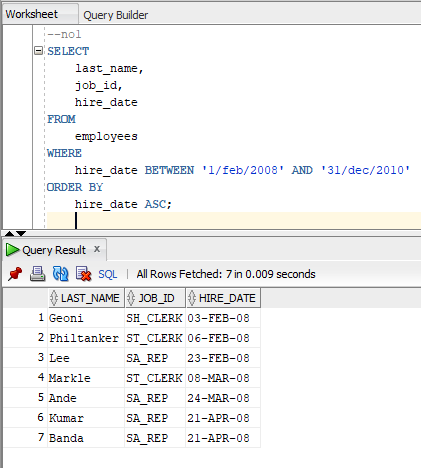 Worksheet Query Builder
--no1
SELECT
last_name,
job_id,
hire_date
FROM
employees
WHERE
hire_date BETWEEN '1/feb/2008' AND '31/dec/2010'
ORDER BY
hire_date ASC;
Query Result x
SQL | All Rows Fetched: 7 in 0.009 seconds
LAST_NAME JOB_ID HIRE_DATE
1 Geoni SH_CLERK 03-FEB-08
2 Philtanker ST_CLERK 06-FEB-08
3 Lee SA_REP 23-FEB-08
4 Markle ST_CLERK 08-MAR-08
5 Ande SA_REP 24-MAR-08
6 Kumar SA_REP 21-APR-08
7 Banda SA_REP 21-APR-08